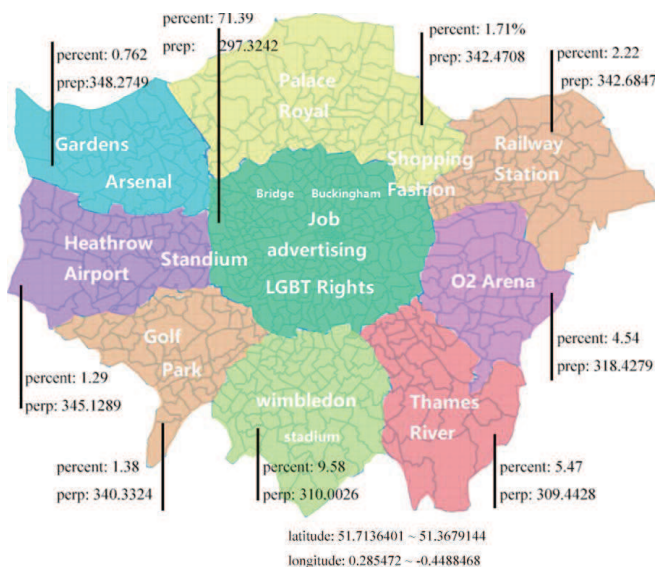 percent: 71.39
prep: 297.3242
percent: 0.762
prep:348.2749
percent: 1.71%
prep: 342.4708
percent: 2.22
prep: 342.6847
Palace
Royal
Gardens
Arsenal
Shopping
Fashion
Railway
Station
Bridge Buckingham
Job
advertising
LGBT Rights
Heathrow
Airport
Standium
O2 Arena
Golf
Park
wimbledon
stadium
Thames
River
percent: 4.54
prep: 318.4279
percent: 1.29
perp: 345.1289
percent: 1.38
perp: 340.3324
percent: 9.58
perp: 310.0026
percent: 5.47
perp: 309.4428
latitude: 51.7136401 ~ 51.3679144
longitude: 0.285472 ~ -0.4488468